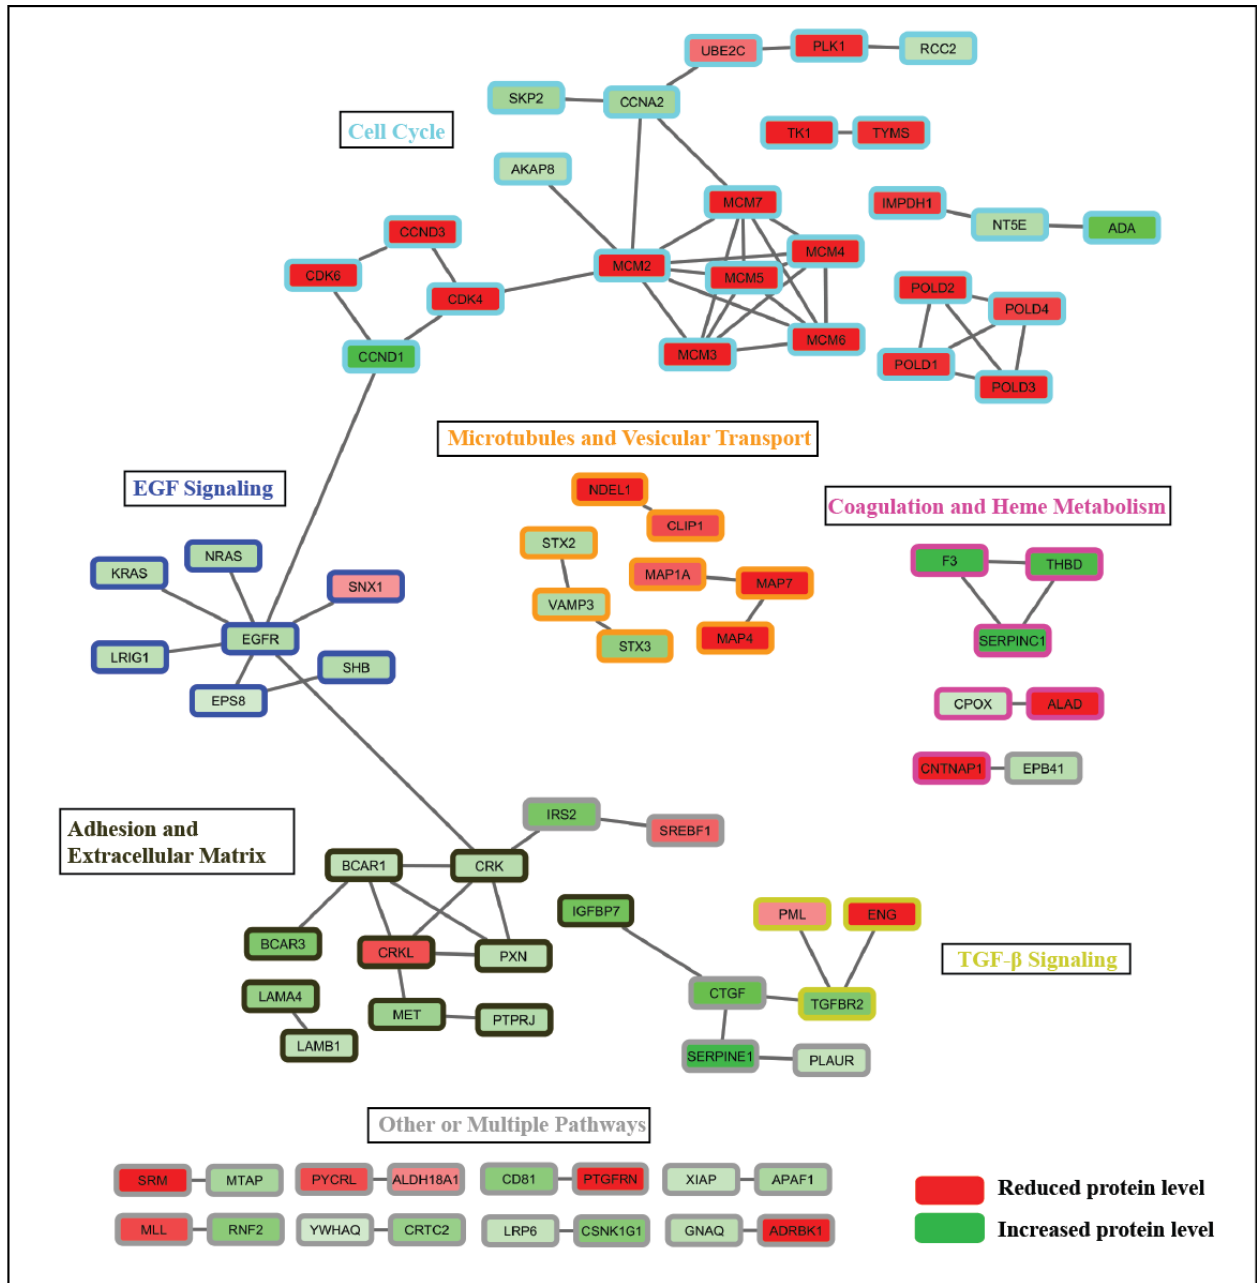 UBE2C
PLK1
RCC2
SKP2
CCNA2
Cell Cycle
TK1
TYMS
AKAP8
MCM7
IMPDH1
NT5E
ADA
CCND3
MCM4
CDK6
MCM2
MCM5
CDK4
POLD2
POLD4
CCND1
MCM3
MCM6
POLD1
POLD3
Microtubules and Vesicular Transport
EGF Signaling
NDEL1
CLIP1
Coagulation and Heme Metabolism
STX2
F3
THBD
NRAS
KRAS
SNX1
MAP1A
MAP7
VAMP3
EGFR
MAP4
STX3
SERPINC1
LRIG1
SHB
EPS8
CPOX
ALAD
CNTNAP1
EPB41
IRS2
SREBF1
Adhesion and
Extracellular Matrix
BCAR1
CRK
IGFBP7
PML
ENG
BCAR3
CRKL
PXN
TGF-β Signaling
LAMA4
CTGF
TGFBR2
MET
PTPRJ
LAMB1
SERPINE1
PLAUR
Other or Multiple Pathways
SRM
MTAP
PYCRL
ALDH18A1
CD81
PTGFRN
XIAP
APAF1
Reduced protein level
MLL
RNF2
YWHAQ
CRTC2
LRP6
CSNK1G1
GNAQ
ADRBK1
Increased protein level